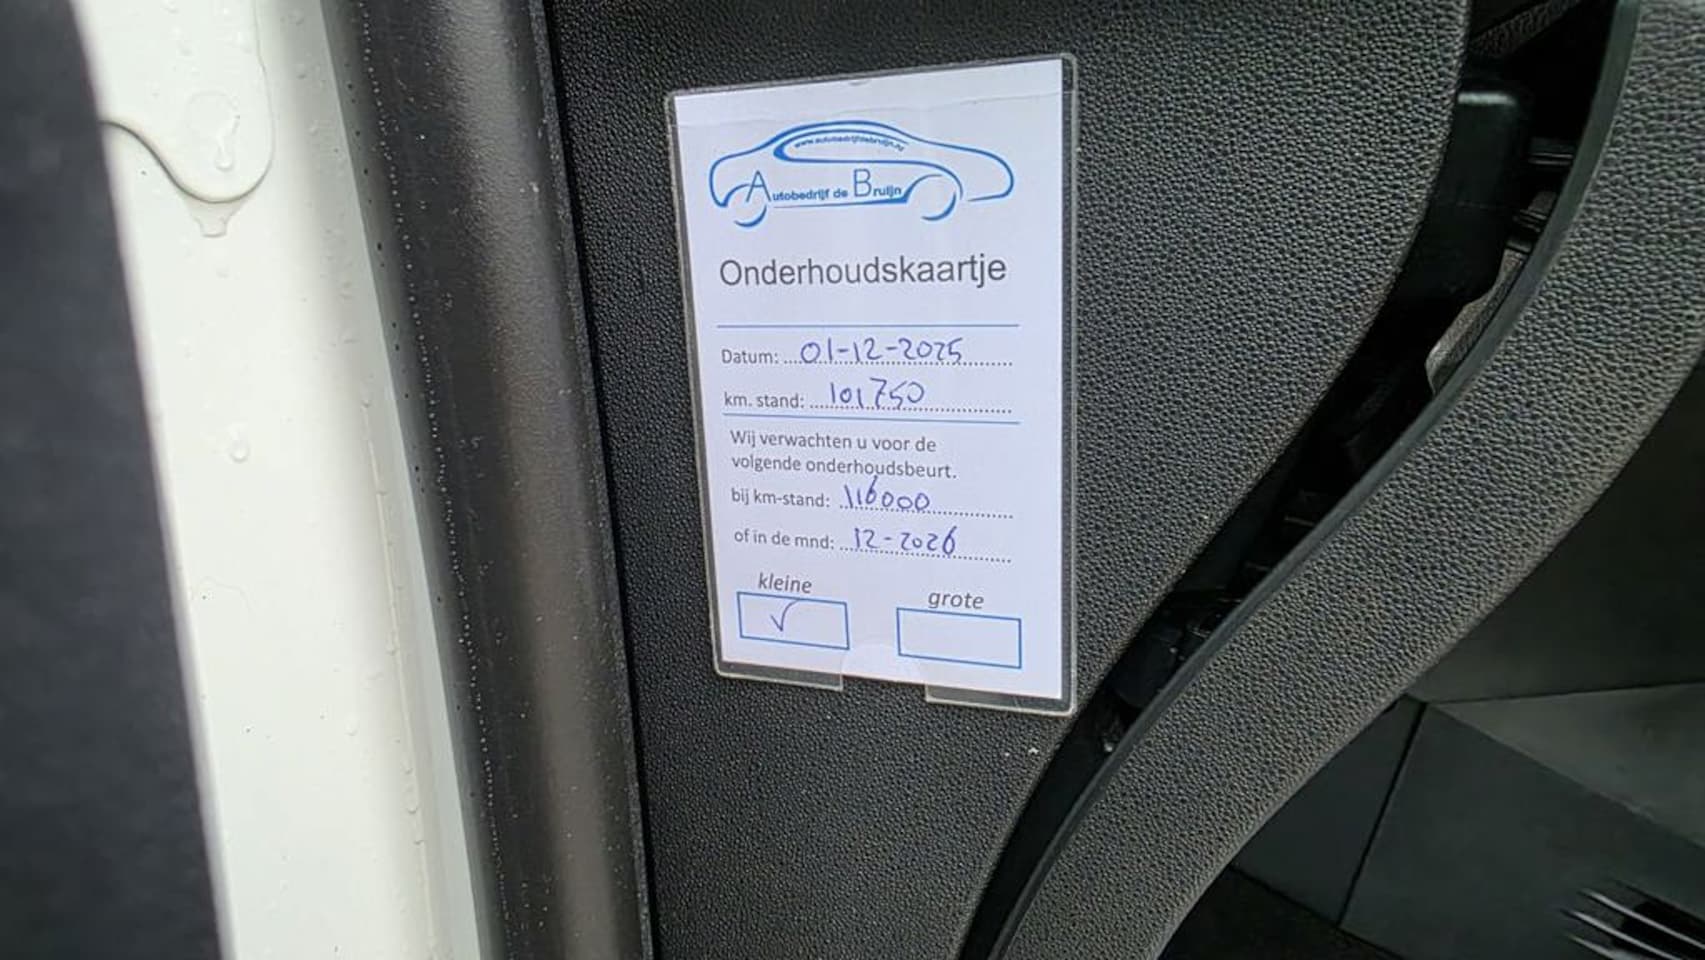 www.autobedrijfdebruijn.nl
Autobedrijf de Bruijn
Onderhoudskaartje
Datum: 01-12-2025
km. stand: 101750
Wij verwachten u voor de
volgende onderhoudsbeurt.
bij km-stand: 116000
of in de mnd: 12-2026
kleine grote
✓